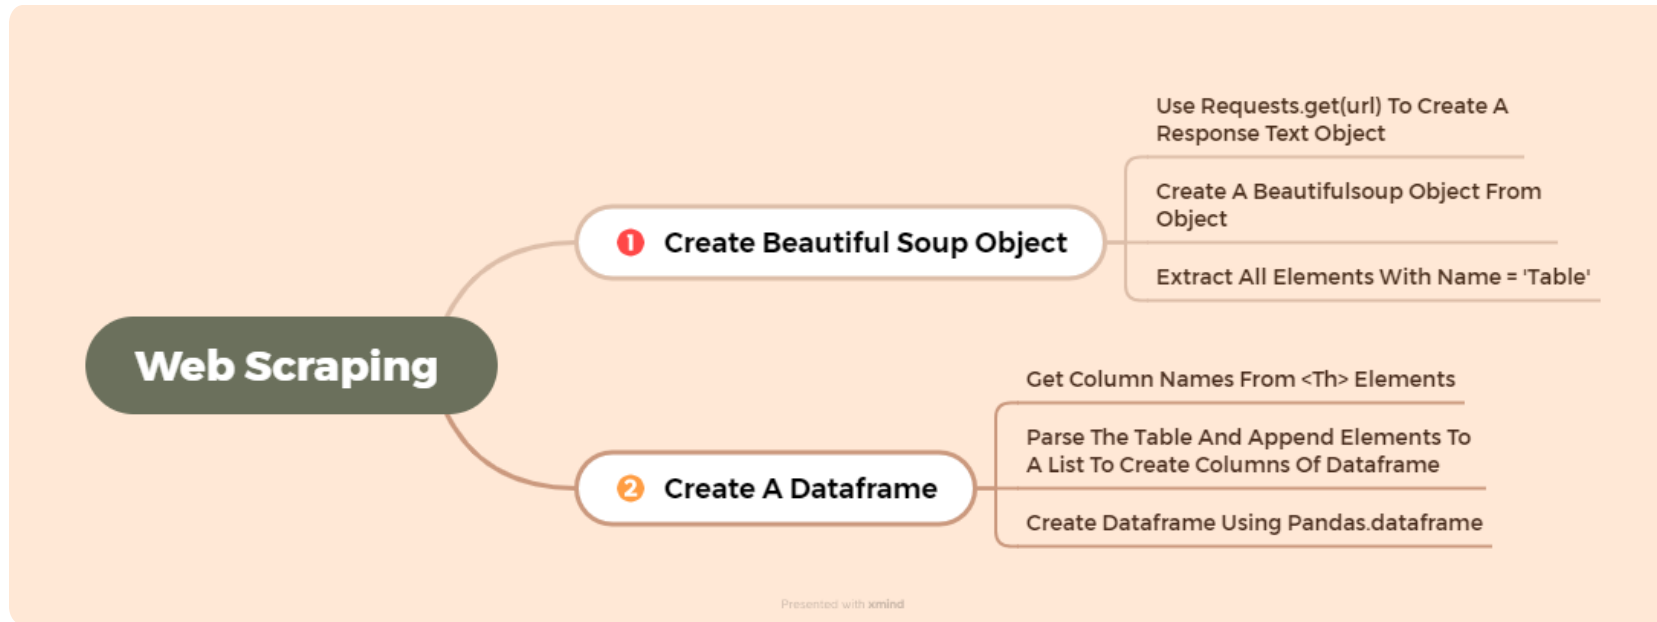 Web Scraping
1 Create Beautiful Soup Object
Use Requests.get(url) To Create A
Response Text Object
Create A Beautifulsoup Object From
Object
Extract All Elements With Name = 'Table'
2 Create A Dataframe
Get Column Names From <Th> Elements
Parse The Table And Append Elements To
A List To Create Columns Of Dataframe
Create Dataframe Using Pandas.dataframe
Presented with xmind